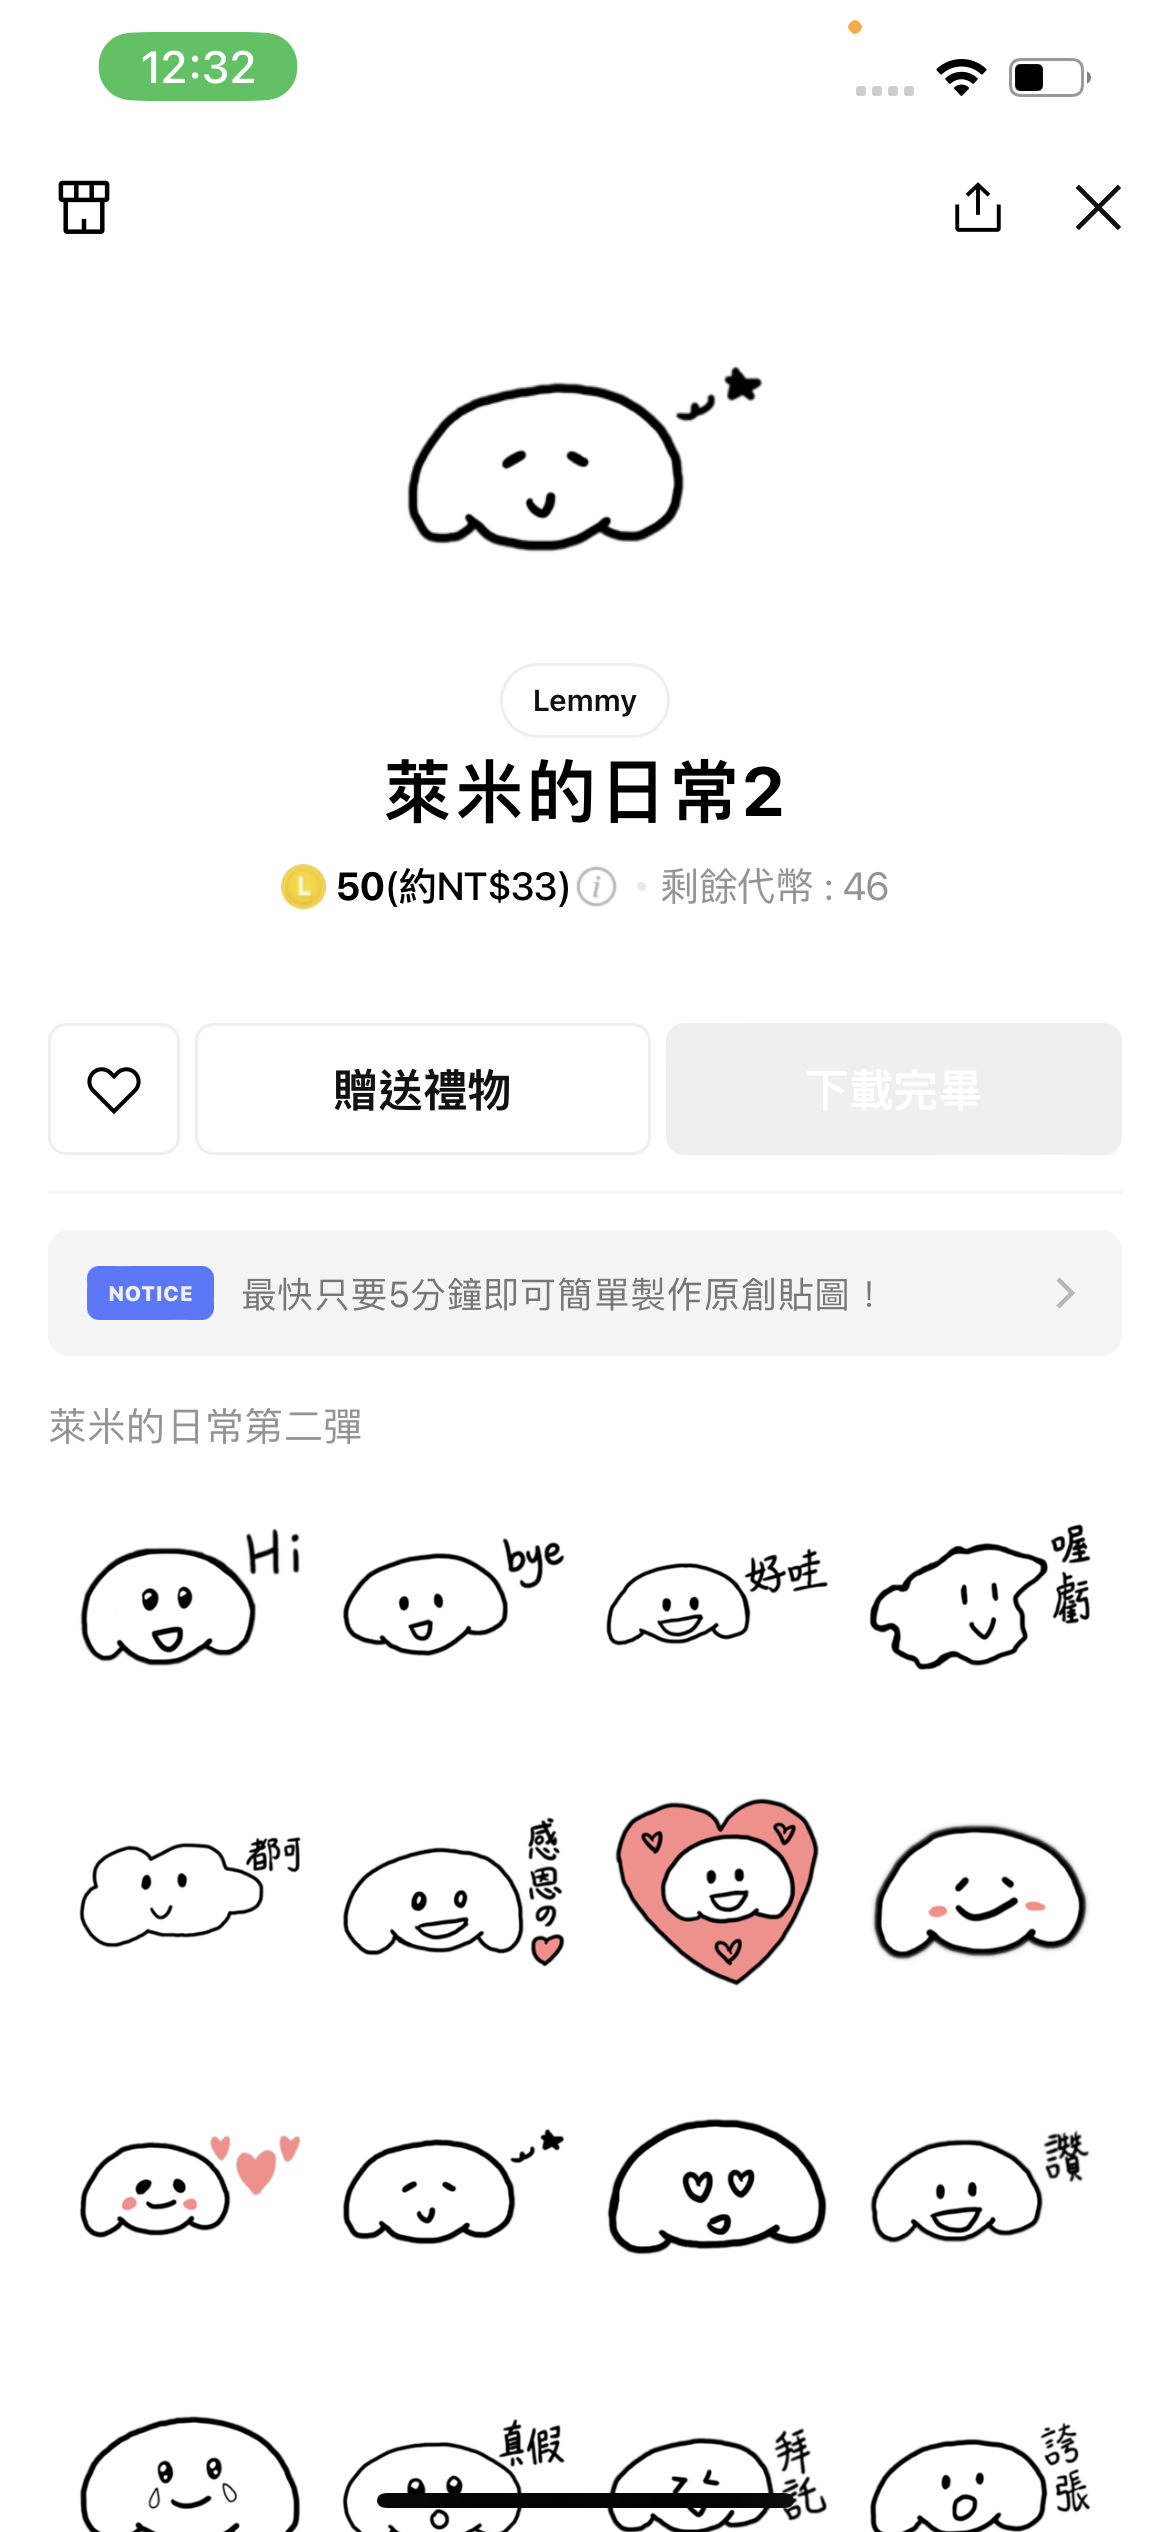 12:32
Lemmy
萊米的日常2
L 50(約NT$33) i • 剩餘代幣 : 46
贈送禮物
下載完畢
NOTICE 最快只要5分鐘即可簡單製作原創貼圖！
萊米的日常第二彈
Hi
bye
好哇
喔虧
都可
感恩の
讚
真假
拜託
誇張